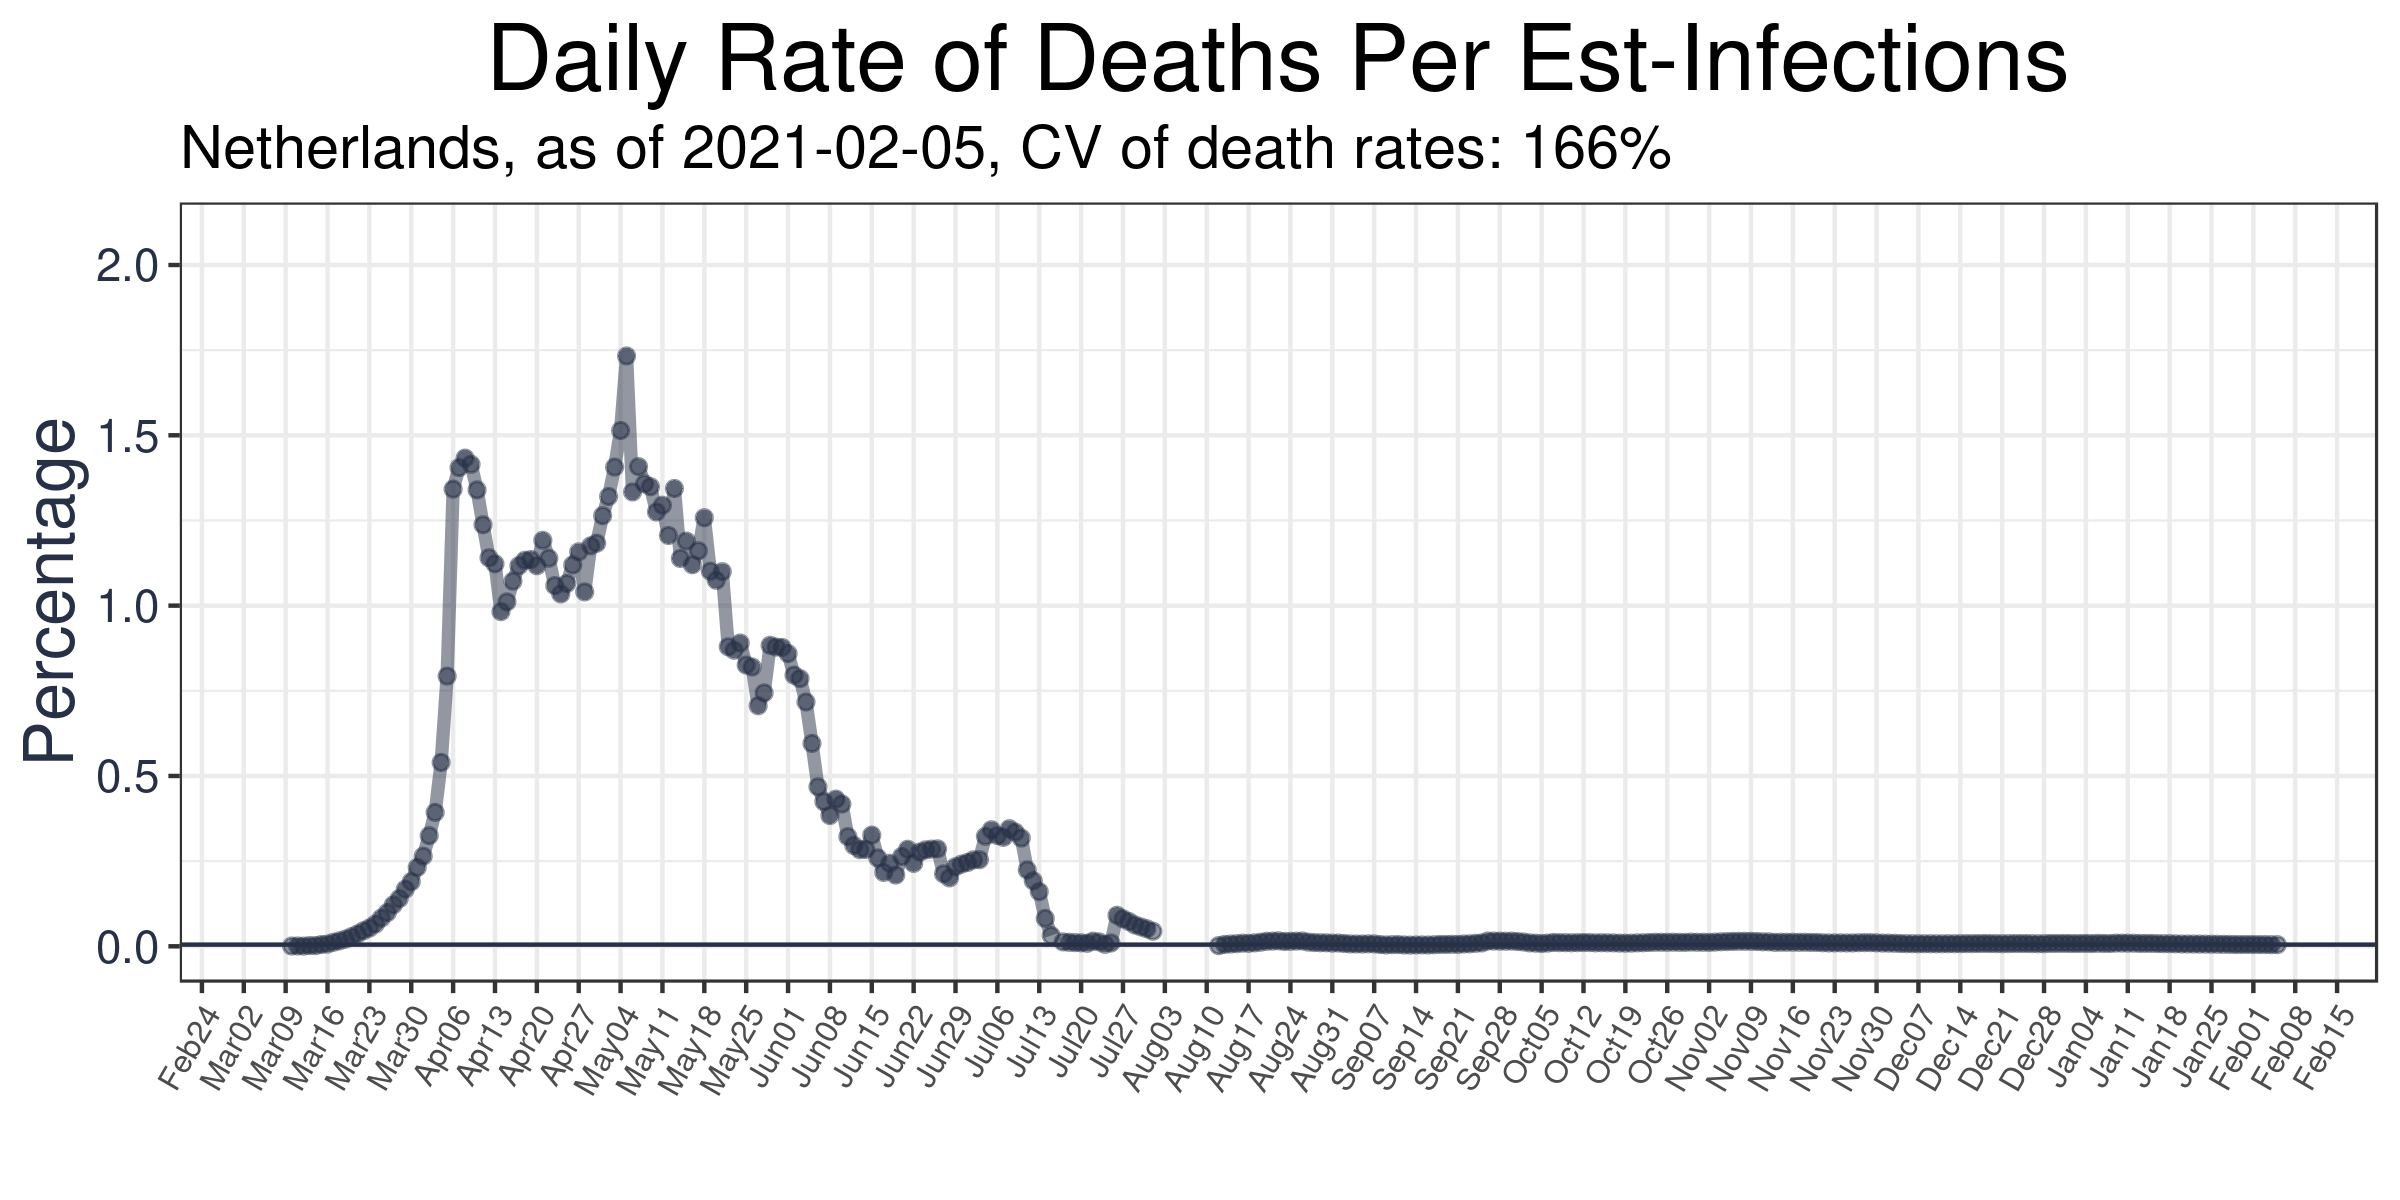 Daily Rate of Deaths Per Est-Infections
Netherlands, as of 2021-02-05, CV of death rates: 166%
Percentage
2.0
1.5
1.0
0.5
0.0
Feb24 Mar02 Mar09 Mar16 Mar23 Mar30 Apr06 Apr13 Apr20 Apr27 May04 May11 May18 May25 Jun01 Jun08 Jun15 Jun22 Jun29 Jul06 Jul13 Jul20 Jul27 Aug03 Aug10 Aug17 Aug24 Aug31 Sep07 Sep14 Sep21 Sep28 Oct05 Oct12 Oct19 Oct26 Nov02 Nov09 Nov16 Nov23 Nov30 Dec07 Dec14 Dec21 Dec28 Jan04 Jan11 Jan18 Jan25 Feb01 Feb08 Feb15